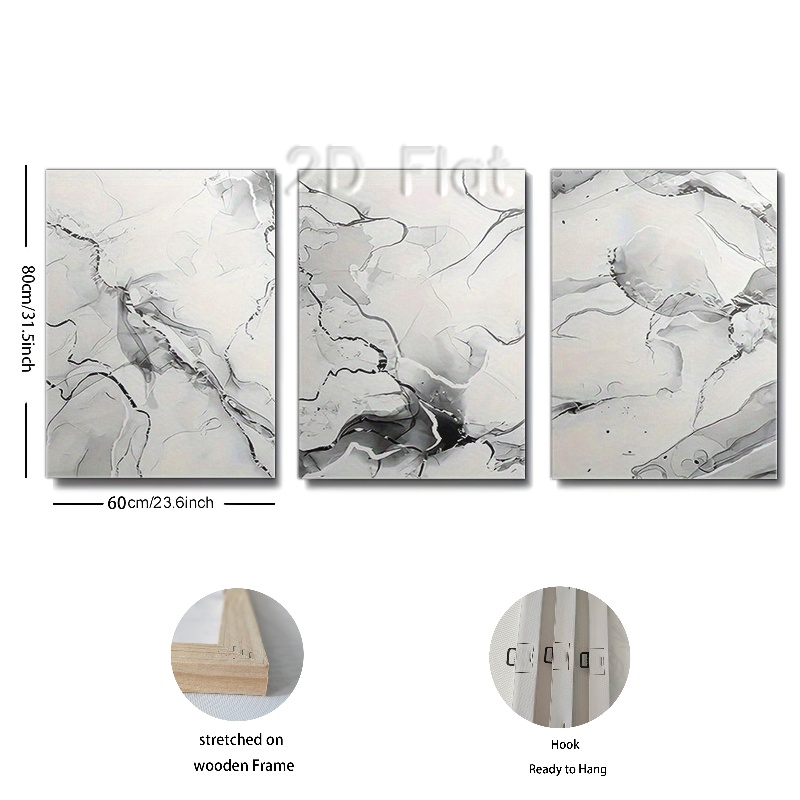 2D Flat
80cm/31.5inch
60cm/23.6inch
stretched on
wooden Frame
Hook
Ready to Hang